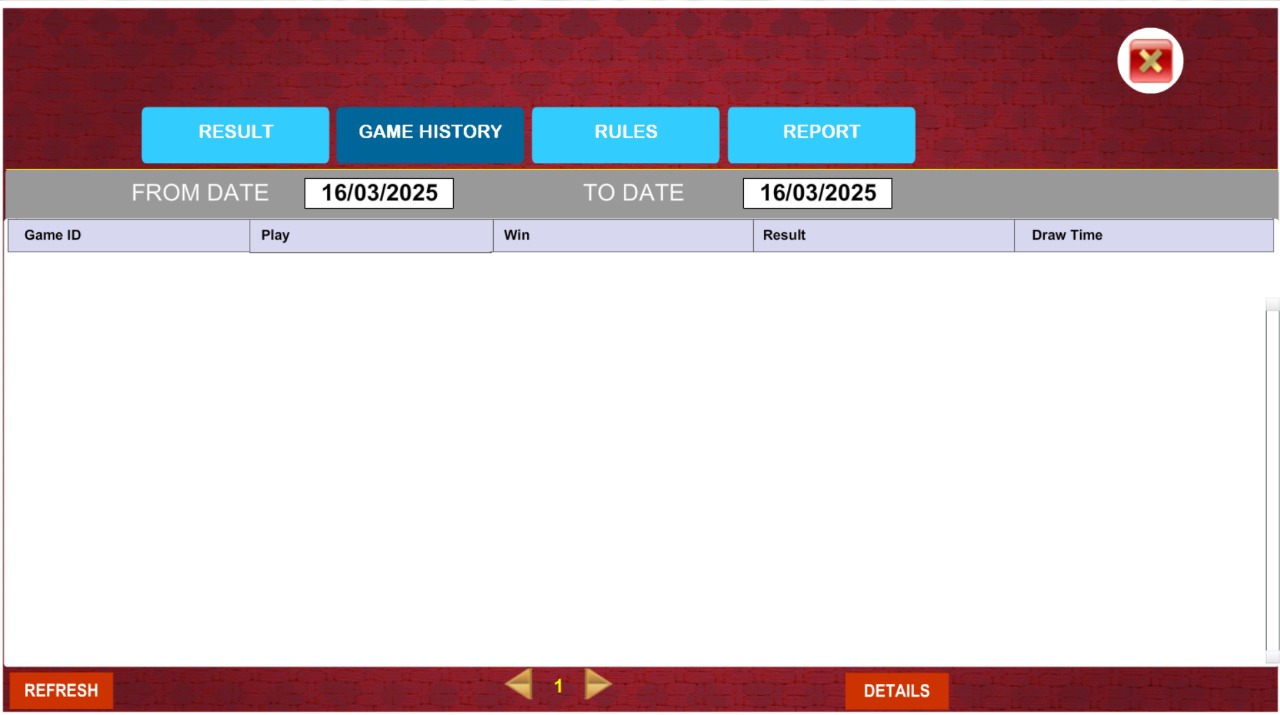 RESULT GAME HISTORY RULES REPORT
FROM DATE 16/03/2025 TO DATE 16/03/2025
Game ID Play Win Result Draw Time
REFRESH 1 DETAILS